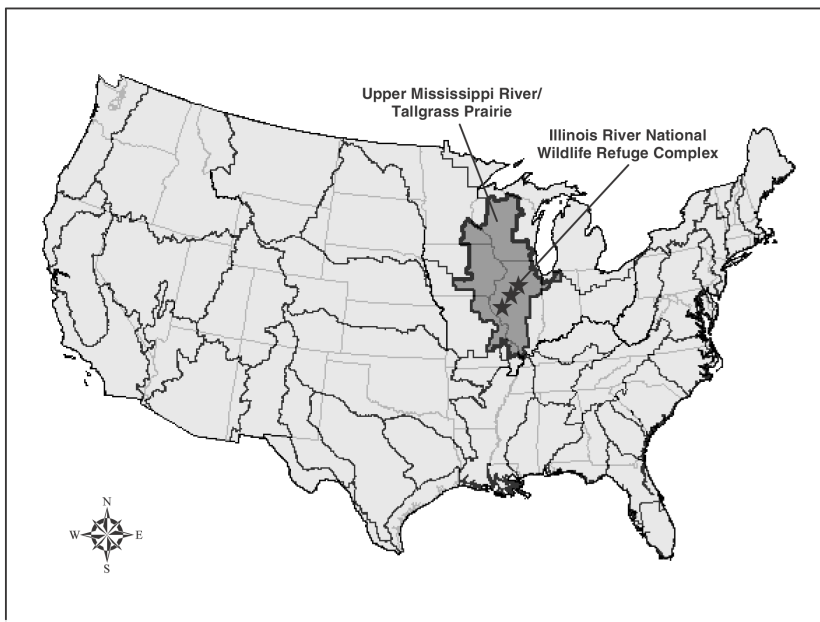 Upper Mississippi River/
Tallgrass Prairie
Illinois River National
Wildlife Refuge Complex
N
W E
S